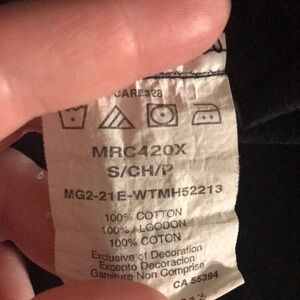 CARE328
MRC420X
S/CH/P
MG2-21E-WTMH52213
100% COTTON
100% ALGODON
100% COTON
Exclusive of Decoration
Excepto Decoracion
Garniture Non Comprise
CA 55394